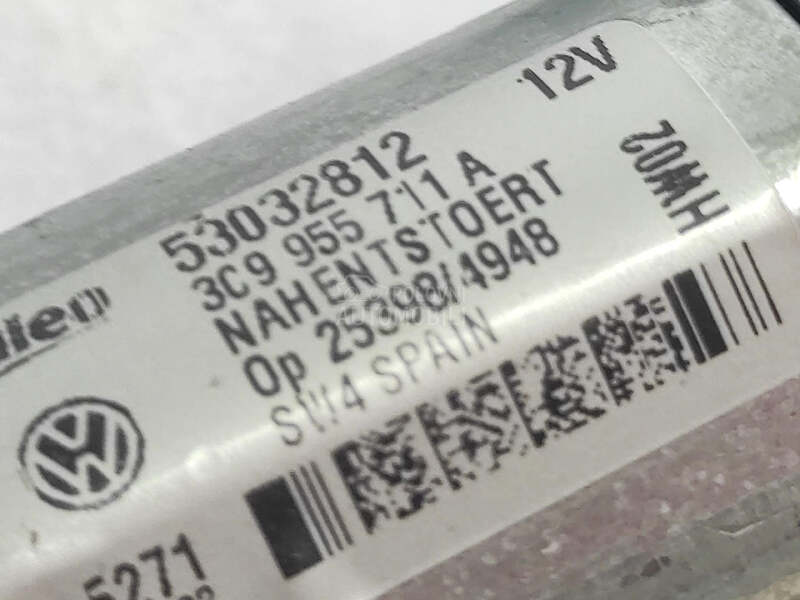 12V
53032812
3C9 955 711 A
NAHENTSTOERT
Op 25398/4948
SW4 SPAIN
HW02
5271